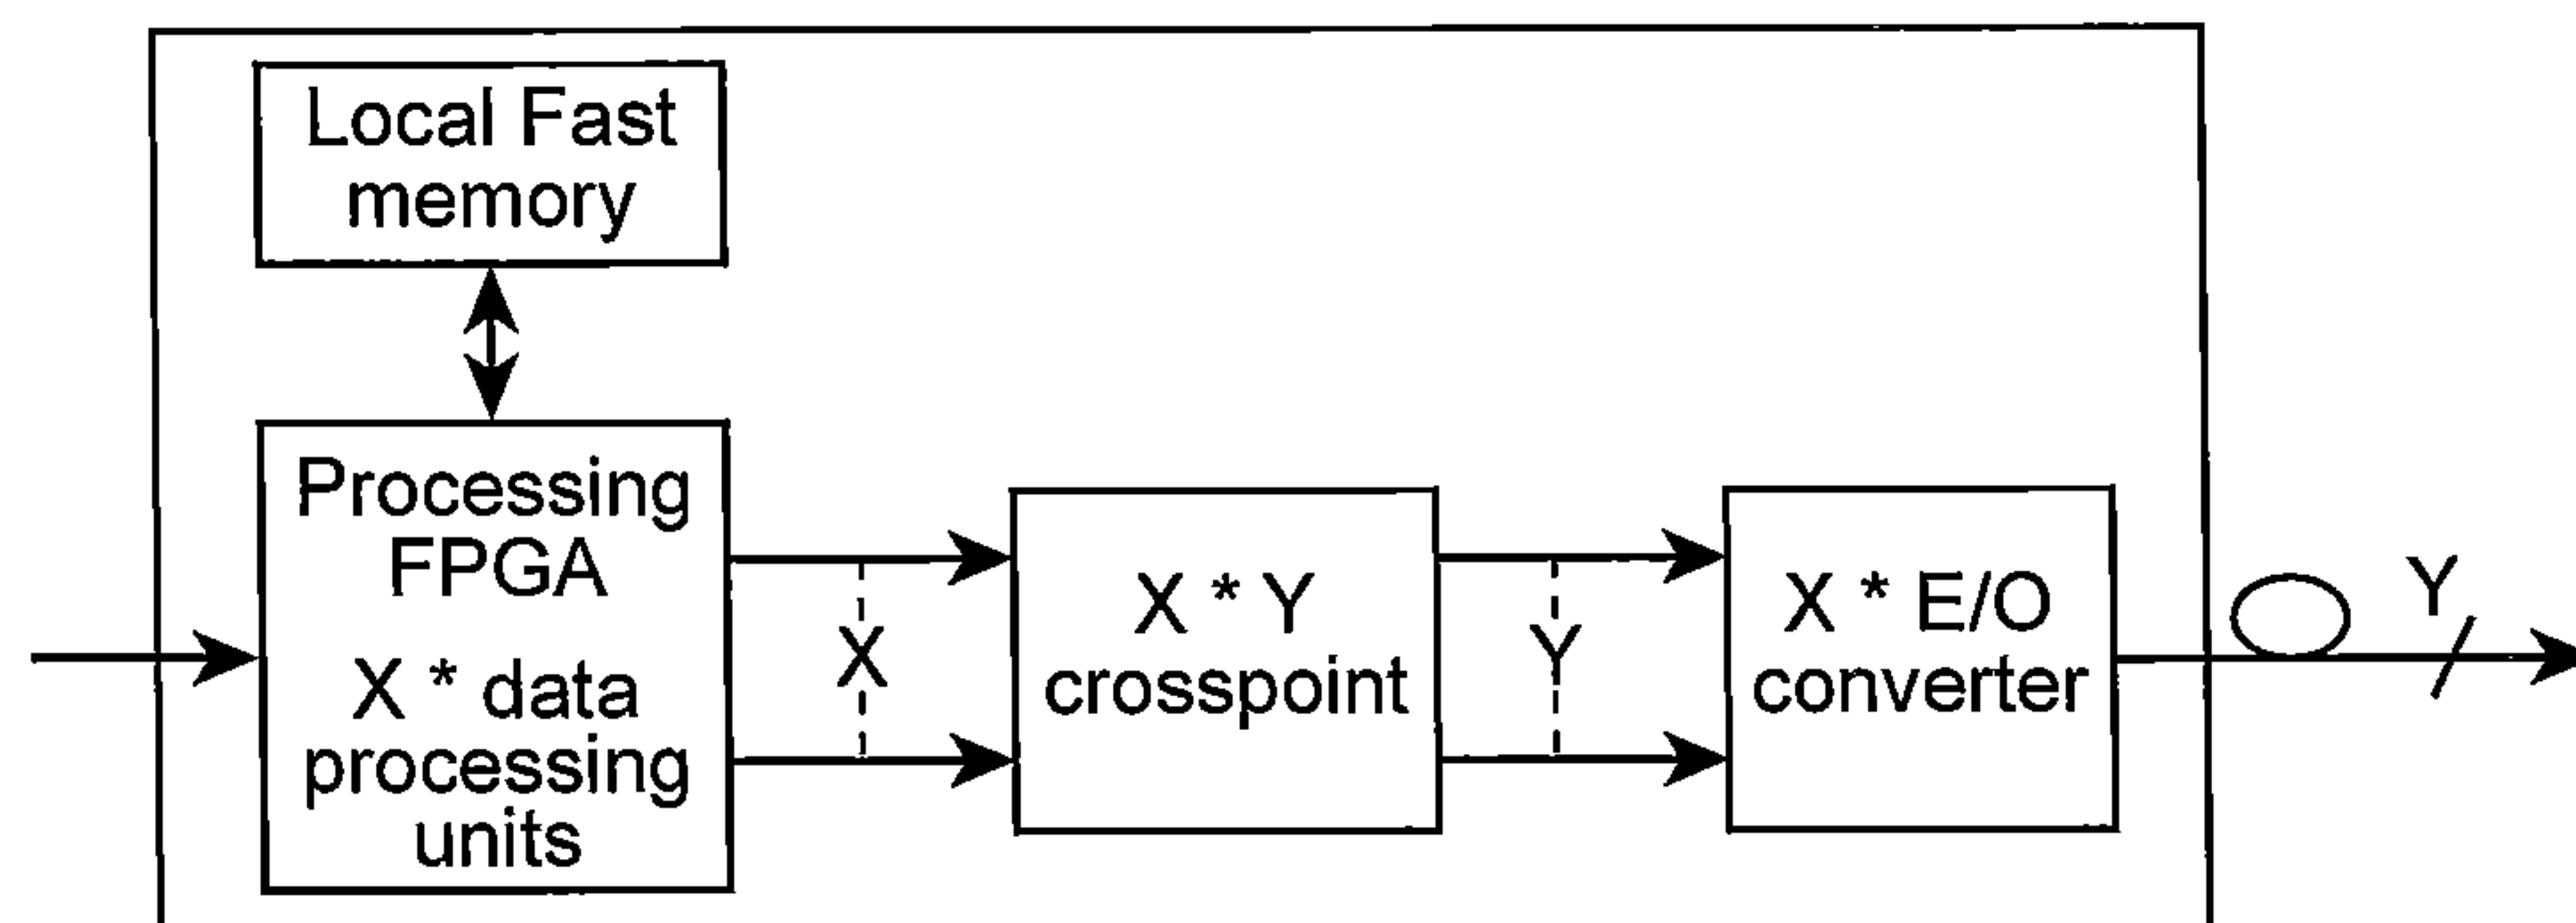 Local Fast
memory
Processing
FPGA
X * data
processing
units
X
X * Y
crosspoint
Y
X * E/O
converter
Y